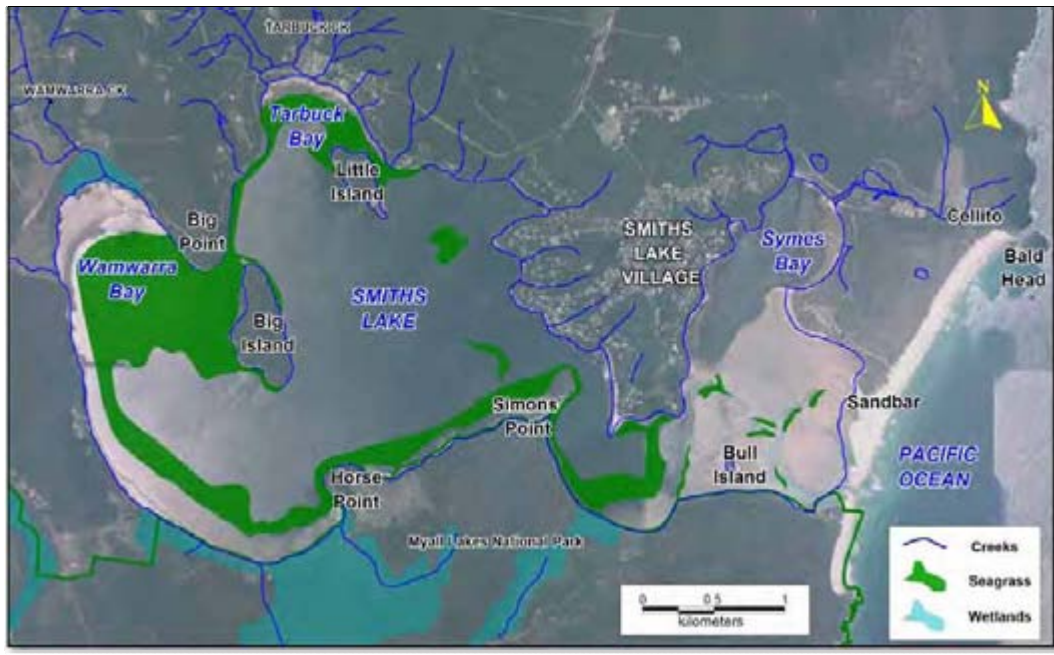 TARBUCK CK
WAMWARRA CK
N
Tarbuck
Bay
Little
Island
Big
Point
Cellito
SMITHS
LAKE
VILLAGE
Symes
Bay
Bald
Head
Wamwarra
Bay
SMITHS
LAKE
Big
Island
Simons
Point
Sandbar
Bull
Island
PACIFIC
OCEAN
Horse
Point
Myall Lakes National Park
0 0.5 1
kilometers
Creeks
Seagrass
Wetlands